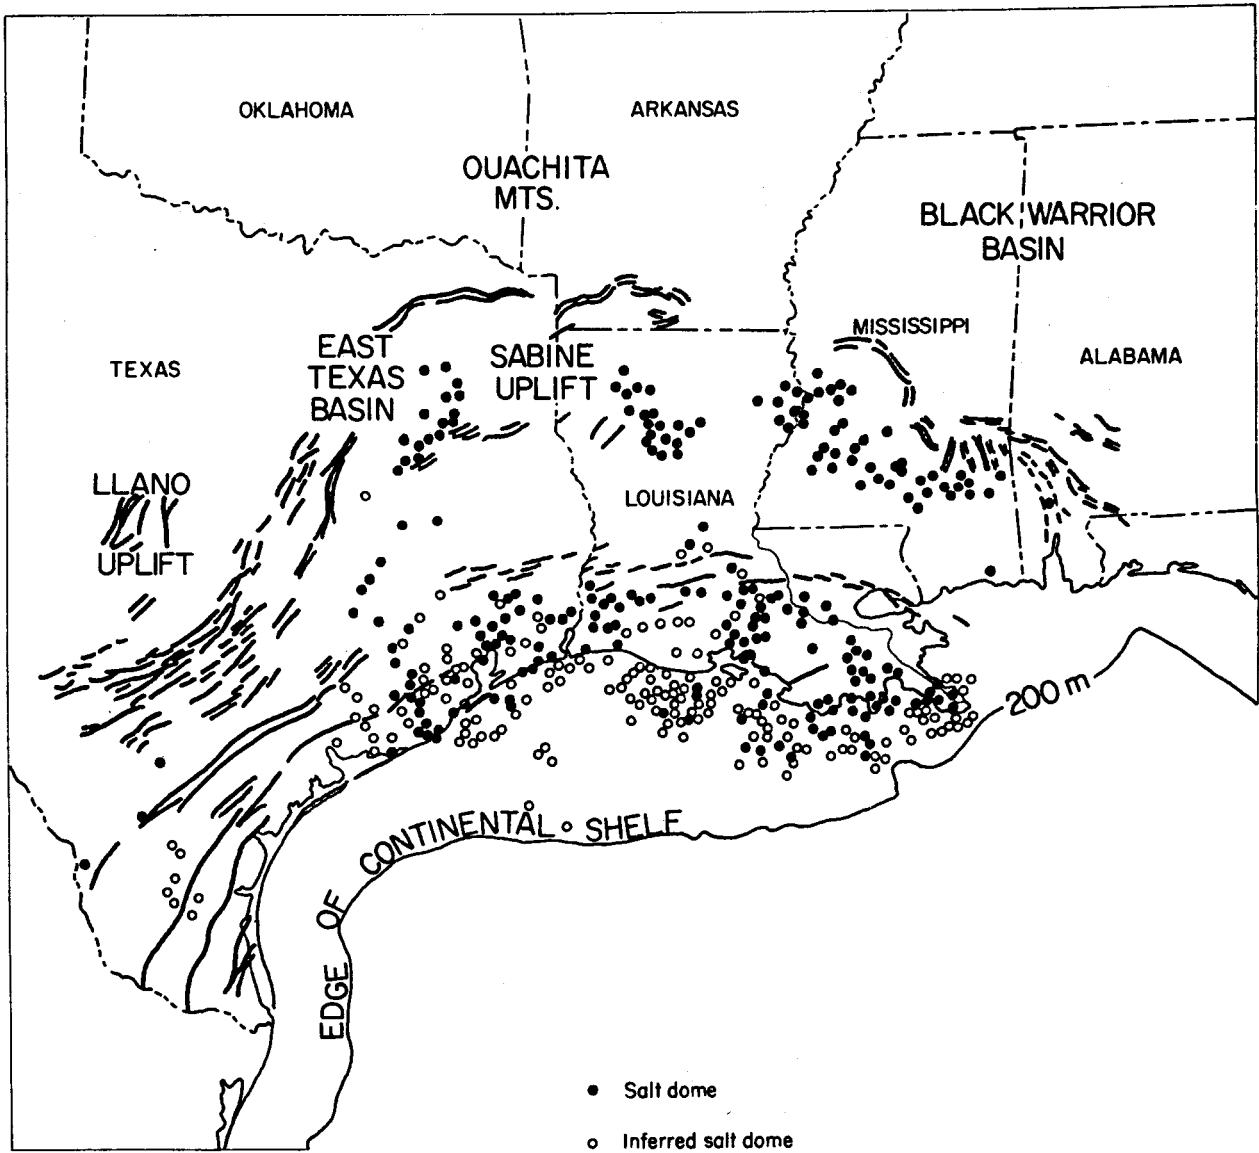 OKLAHOMA
ARKANSAS
OUACHITA
MTS.
BLACK WARRIOR
BASIN
MISSISSIPPI
EAST
TEXAS
BASIN
SABINE
UPLIFT
TEXAS
ALABAMA
LLANO
UPLIFT
LOUISIANA
200 m
EDGE OF CONTINENTAL SHELF
Salt dome
Inferred salt dome